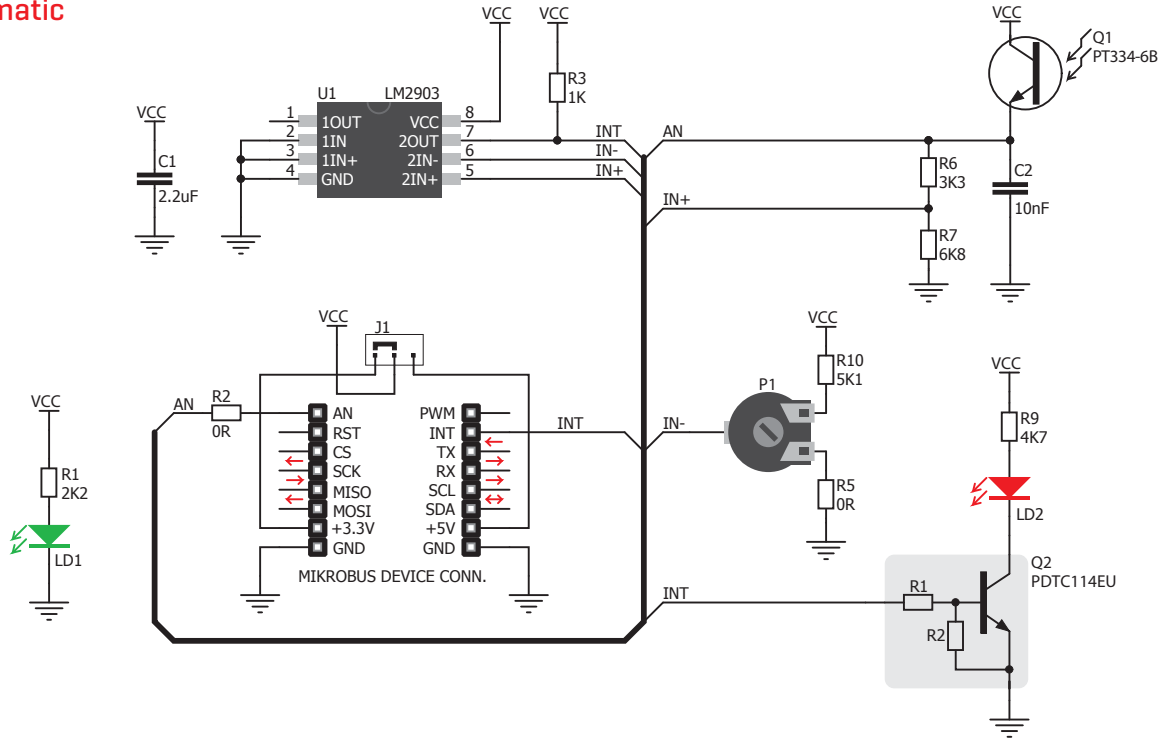 matic
VCC
VCC
VCC
Q1
PT334-6B
R3
1K
U1
LM2903
1
1OUT
VCC
8
2
1IN
2OUT
7
3
1IN+
2IN-
6
4
GND
2IN+
5
INT
IN-
IN+
AN
IN+
VCC
C1
2.2uF
R6
3K3
C2
10nF
R7
6K8
VCC
J1
VCC
R10
5K1
P1
VCC
R9
4K7
VCC
AN
R2
0R
AN
PWM
RST
INT
CS
TX
SCK
RX
MISO
SCL
MOSI
SDA
+3.3V
+5V
GND
GND
INT
IN-
R1
2K2
R5
0R
LD2
LD1
MIKROBUS DEVICE CONN.
Q2
PDTC114EU
INT
R1
R2